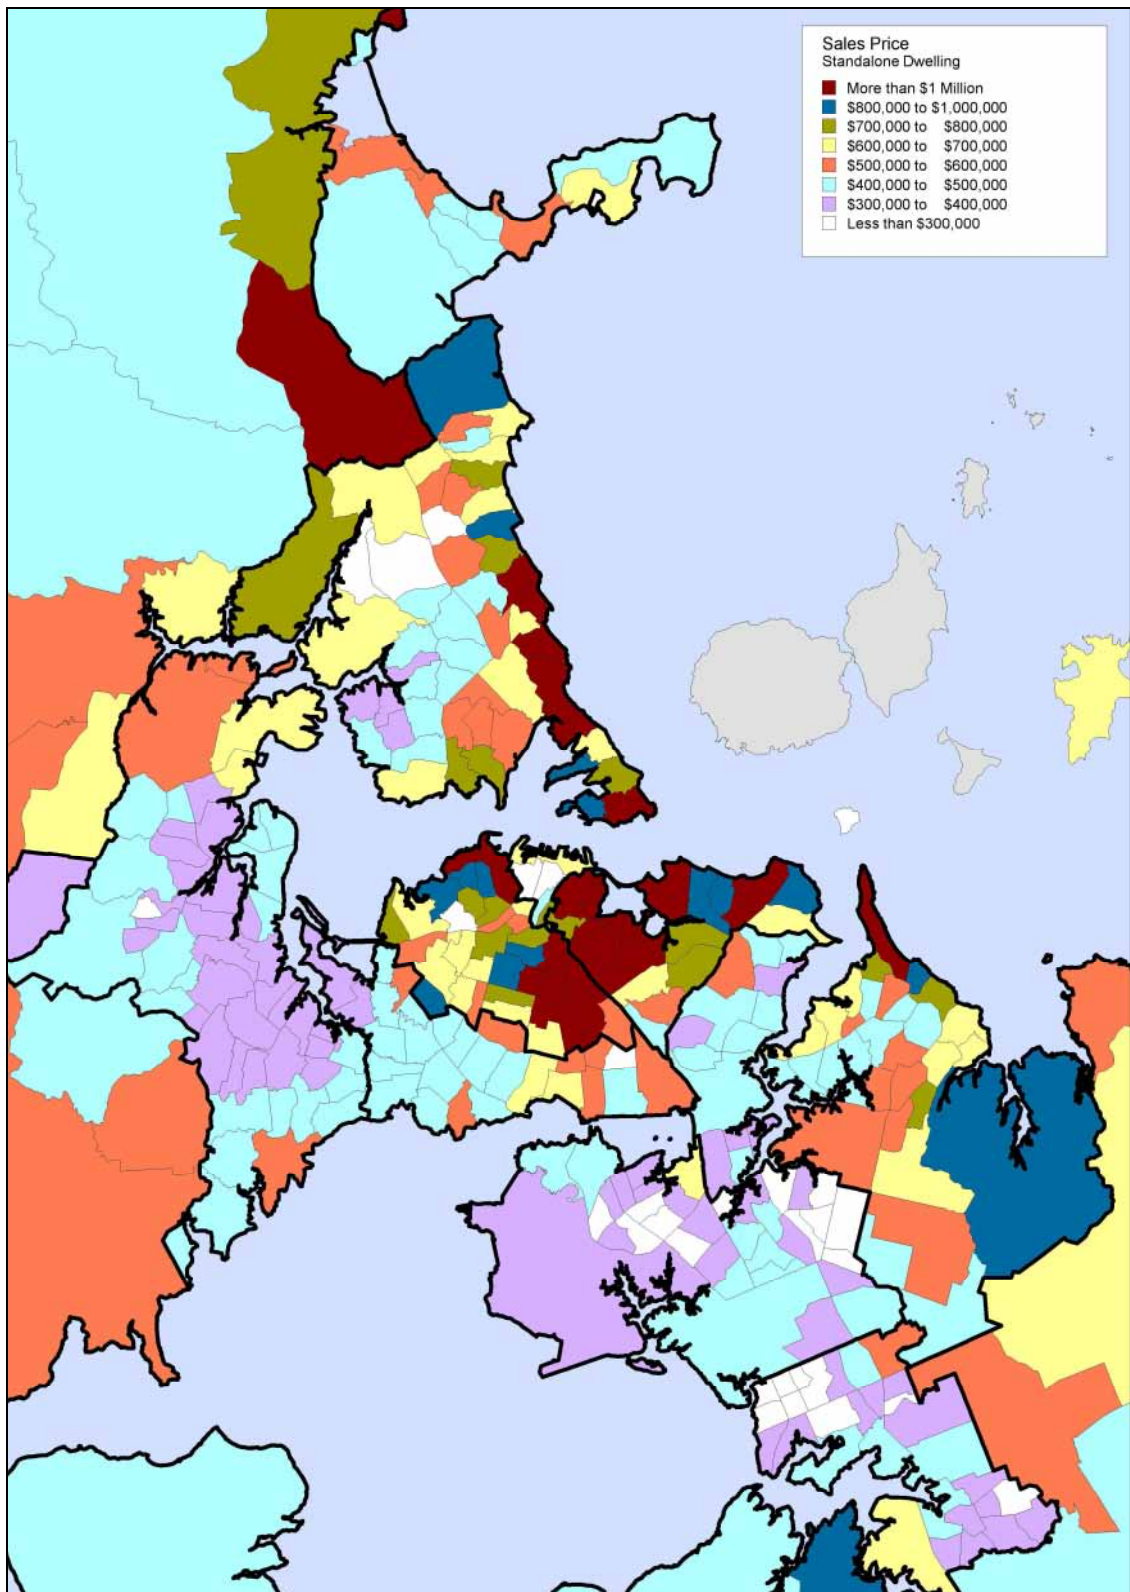 Sales Price
Standalone Dwelling
More than $1 Million
$800,000 to $1,000,000
$700,000 to $800,000
$600,000 to $700,000
$500,000 to $600,000
$400,000 to $500,000
$300,000 to $400,000
Less than $300,000